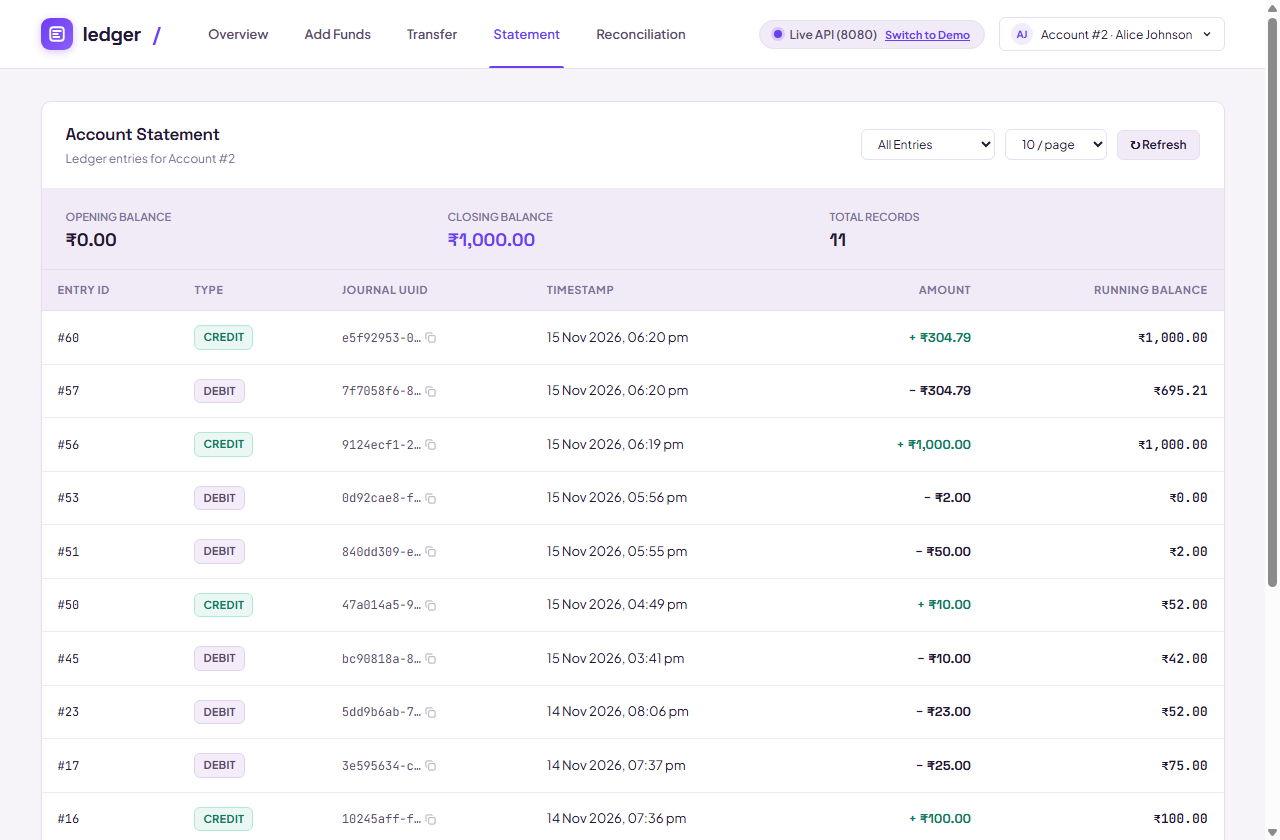 ledger /
Overview
Add Funds
Transfer
Statement
Reconciliation
Live API (8080) Switch to Demo
AJ Account #2 · Alice Johnson
Account Statement
Ledger entries for Account #2
All Entries
10 / page
↻ Refresh
OPENING BALANCE CLOSING BALANCE TOTAL RECORDS
₹0.00 ₹1,000.00 11
ENTRY ID TYPE JOURNAL UUID TIMESTAMP AMOUNT RUNNING BALANCE
#60 CREDIT e5f92953-0… 15 Nov 2026, 06:20 pm + ₹304.79 ₹1,000.00
#57 DEBIT 7f7058f6-8… 15 Nov 2026, 06:20 pm − ₹304.79 ₹695.21
#56 CREDIT 9124ecf1-2… 15 Nov 2026, 06:19 pm + ₹1,000.00 ₹1,000.00
#53 DEBIT 0d92cae8-f… 15 Nov 2026, 05:56 pm − ₹2.00 ₹0.00
#51 DEBIT 840dd309-e… 15 Nov 2026, 05:55 pm − ₹50.00 ₹2.00
#50 CREDIT 47a014a5-9… 15 Nov 2026, 04:49 pm + ₹10.00 ₹52.00
#45 DEBIT bc90818a-8… 15 Nov 2026, 03:41 pm − ₹10.00 ₹42.00
#23 DEBIT 5dd9b6ab-7… 14 Nov 2026, 08:06 pm − ₹23.00 ₹52.00
#17 DEBIT 3e595634-c… 14 Nov 2026, 07:37 pm − ₹25.00 ₹75.00
#16 CREDIT 10245aff-f… 14 Nov 2026, 07:36 pm + ₹100.00 ₹100.00